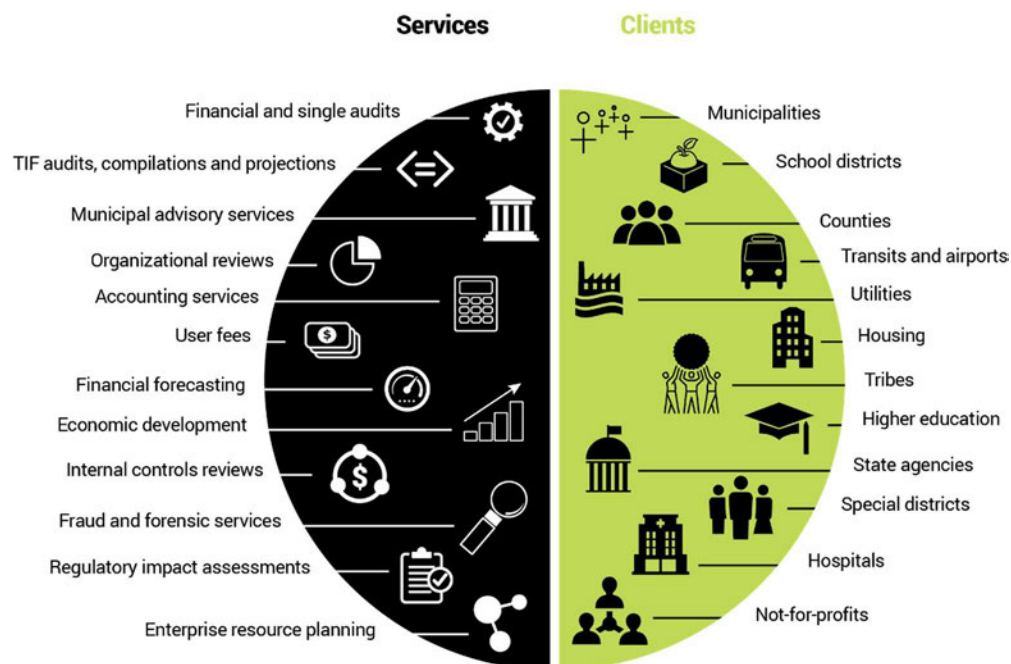 Services
Clients
Financial and single audits
TIF audits, compilations and projections
Municipal advisory services
Organizational reviews
Accounting services
User fees
Financial forecasting
Economic development
Internal controls reviews
Fraud and forensic services
Regulatory impact assessments
Enterprise resource planning
Municipalities
School districts
Counties
Transits and airports
Utilities
Housing
Tribes
Higher education
State agencies
Special districts
Hospitals
Not-for-profits